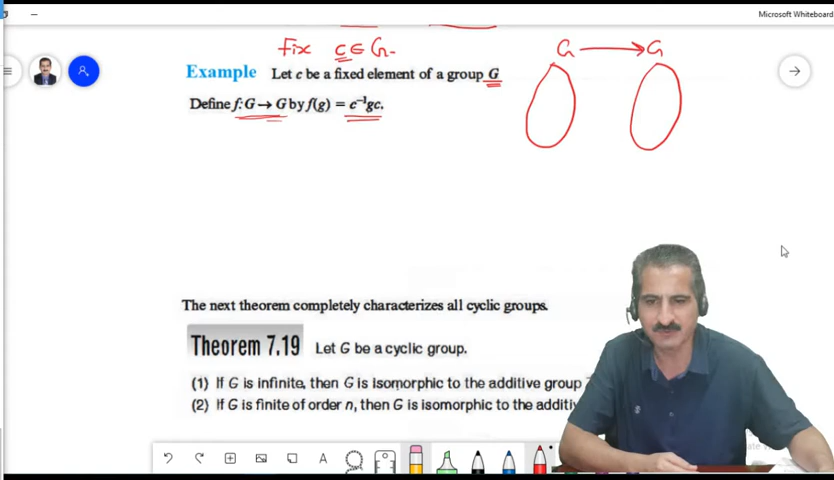 Microsoft Whiteboard
Fix c ∈ G
G → G
Example Let c be a fixed element of a group G
Define f: G → G by f(g) = c⁻¹gc.
The next theorem completely characterizes all cyclic groups.
Theorem 7.19 Let G be a cyclic group.
(1) If G is infinite, then G is isomorphic to the additive group
(2) If G is finite of order n, then G is isomorphic to the